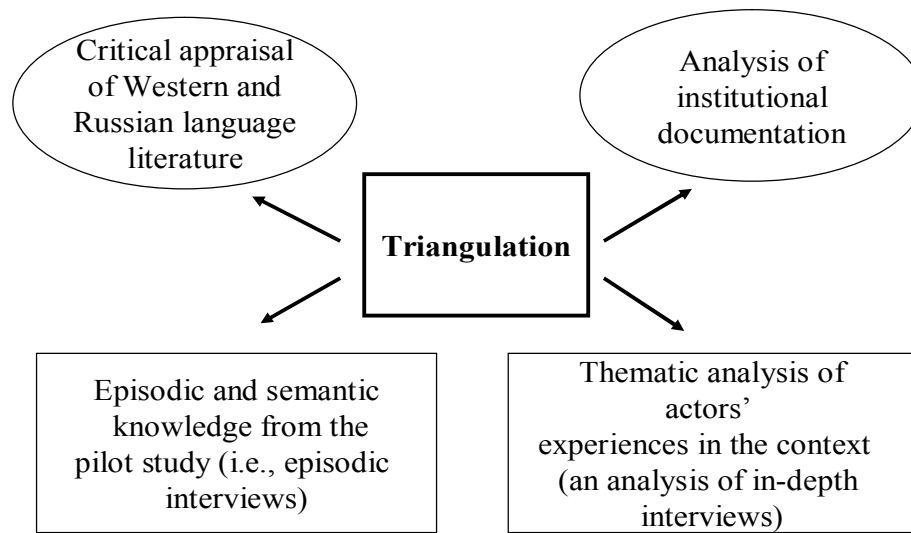 Critical appraisal
of Western and
Russian language
literature
Analysis of
institutional
documentation
Triangulation
Episodic and semantic
knowledge from the
pilot study (i.e., episodic
interviews)
Thematic analysis of
actors’
experiences in the context
(an analysis of in-depth
interviews)